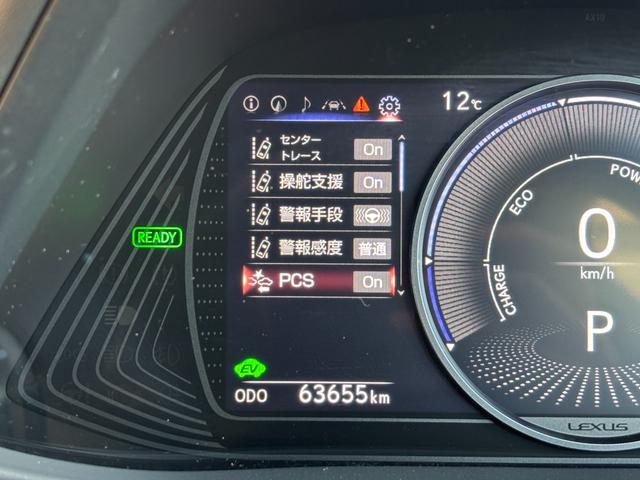 12℃
センター
トレース On
操舵支援 On
警報手段
警報感度 普通
PCS On
READY
EV
ODO 63655km
POW
ECO
CHARGE
0
km/h
P
LEXUS